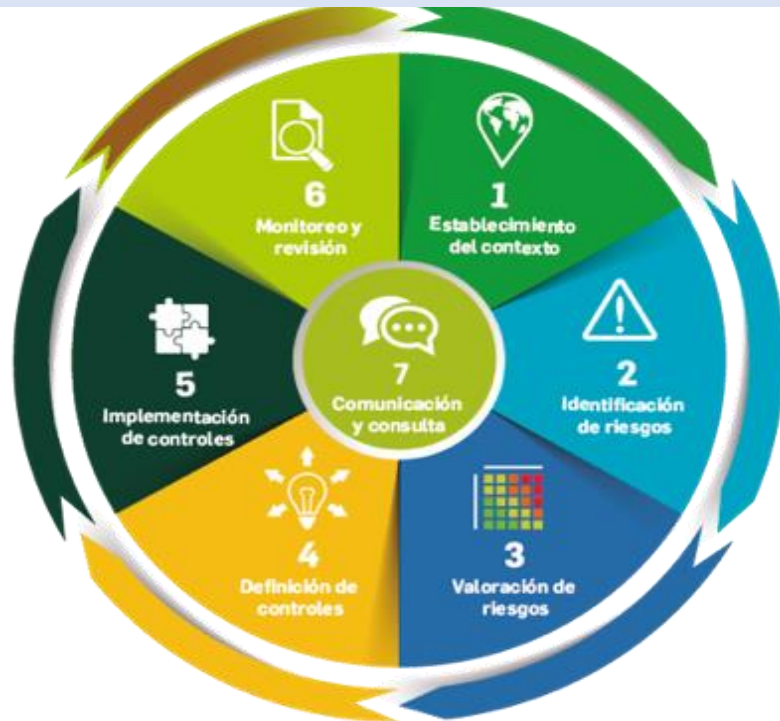 1
Establecimiento
del contexto
2
Identificación
de riesgos
3
Valoración de
riesgos
4
Definición de
controles
5
Implementación
de controles
6
Monitoreo y
revisión
7
Comunicación
y consulta